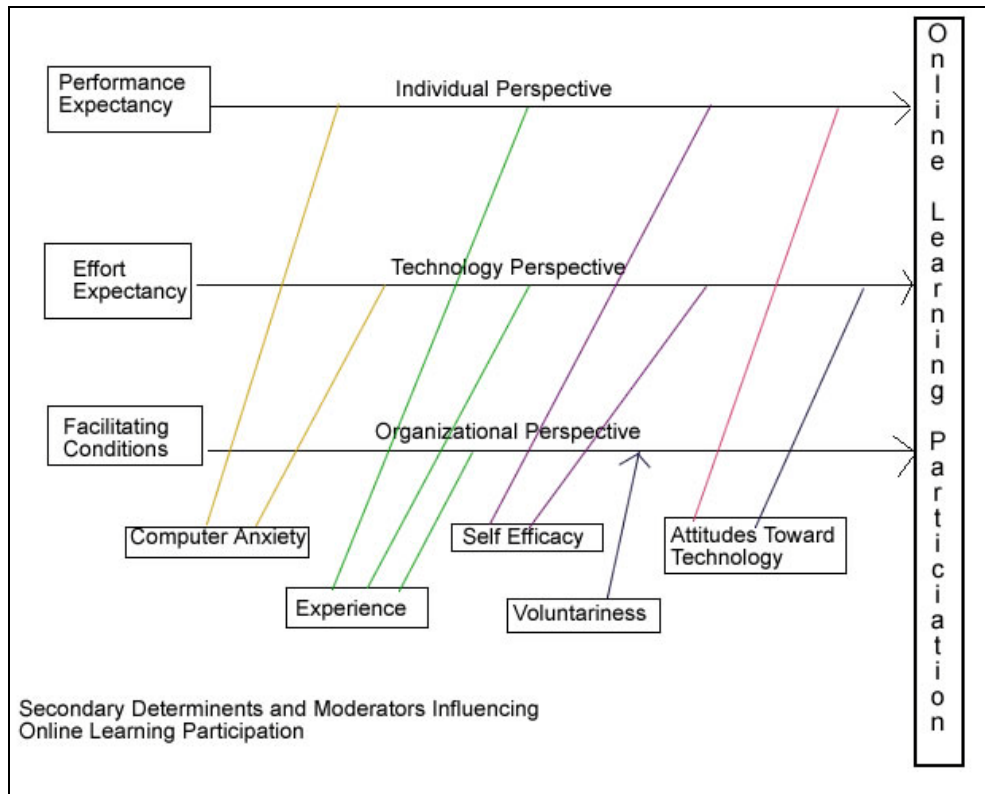 Performance
Expectancy
Individual Perspective
Effort
Expectancy
Technology Perspective
Facilitating
Conditions
Organizational Perspective
Computer Anxiety
Self Efficacy
Attitudes Toward
Technology
Experience
Voluntariness
Online Learning Particiation
Secondary Determinents and Moderators Influencing
Online Learning Participation